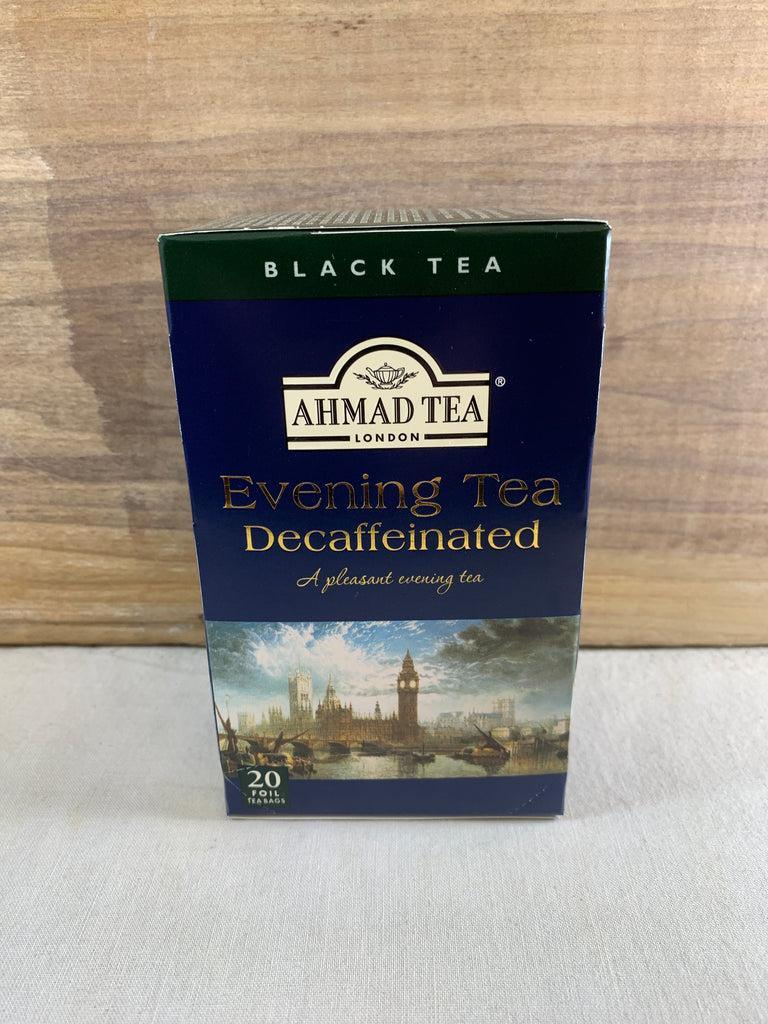 BLACK TEA
AHMAD TEA ®
LONDON
Evening Tea
Decaffeinated
A pleasant evening tea
20
FOIL
TEA BAGS